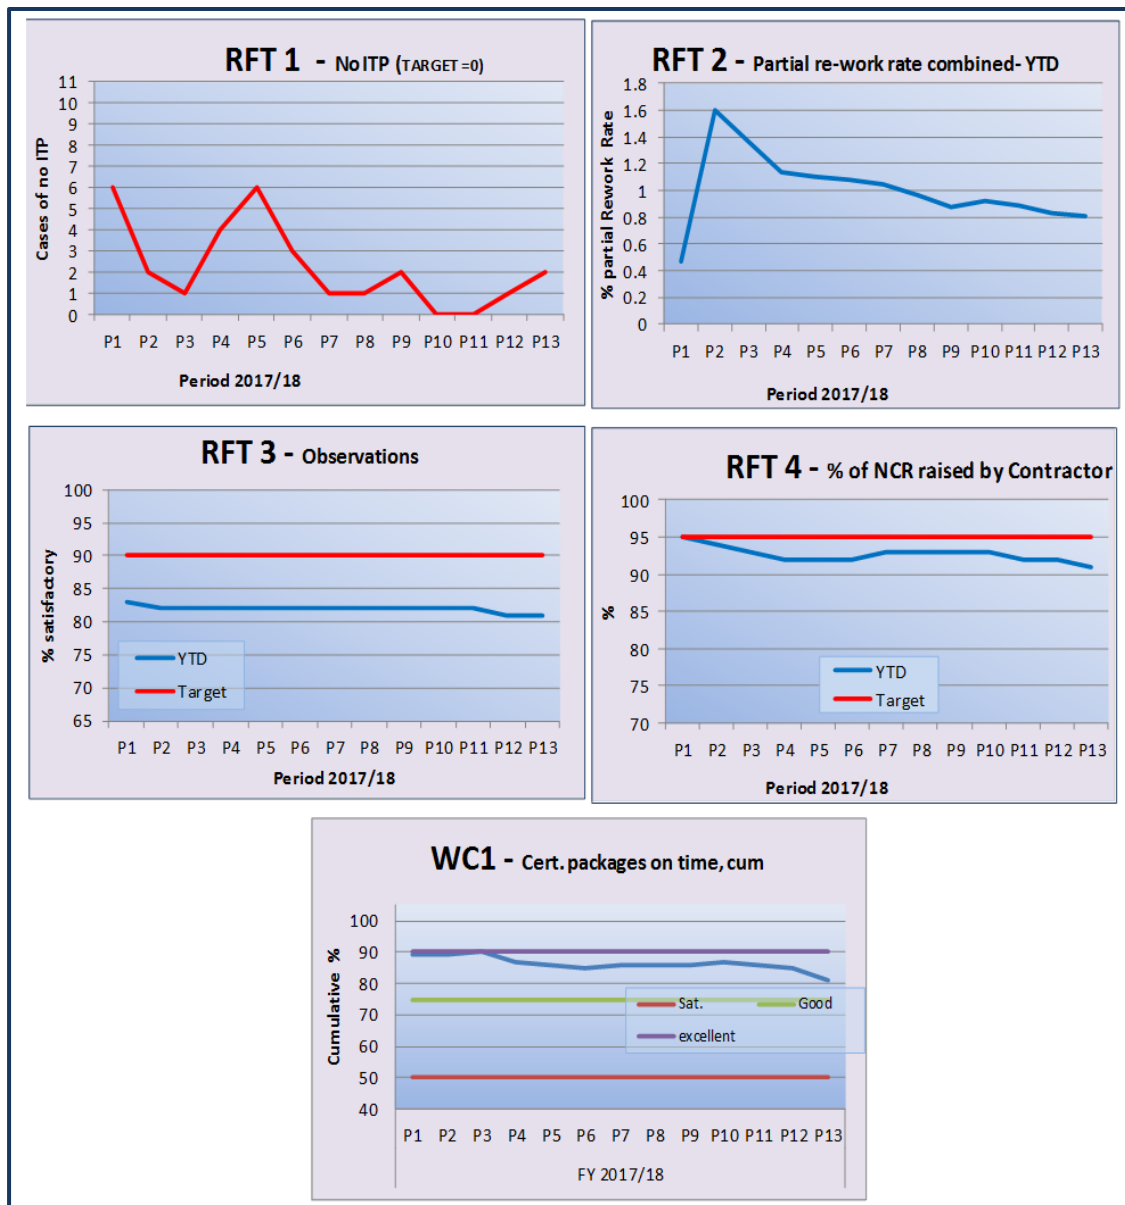 RFT 1 - No ITP (TARGET =0)
Cases of no ITP
11
10
9
8
7
6
5
4
3
2
1
0
P1 P2 P3 P4 P5 P6 P7 P8 P9 P10 P11 P12 P13
Period 2017/18
RFT 2 - Partial re-work rate combined- YTD
% partial Rework Rate
1.8
1.6
1.4
1.2
1
0.8
0.6
0.4
0.2
0
P1 P2 P3 P4 P5 P6 P7 P8 P9 P10 P11 P12 P13
Period 2017/18
RFT 3 - Observations
% satisfactory
100
95
90
85
80
75
70
65
YTD
Target
P1 P2 P3 P4 P5 P6 P7 P8 P9 P10 P11 P12 P13
Period 2017/18
RFT 4 - % of NCR raised by Contractor
%
100
95
90
85
80
75
70
YTD
Target
P1 P2 P3 P4 P5 P6 P7 P8 P9 P10 P11 P12 P13
Period 2017/18
WC1 - Cert. packages on time, cum
Cumulative %
100
90
80
70
60
50
40
Sat. Good
excellent
P1 P2 P3 P4 P5 P6 P7 P8 P9 P10 P11 P12 P13
FY 2017/18